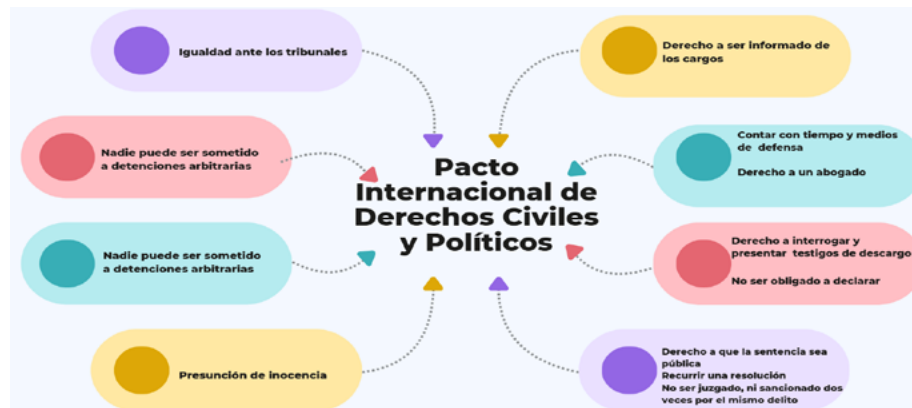 Igualdad ante los tribunales
Nadie puede ser sometido
a detenciones arbitrarias
Nadie puede ser sometido
a detenciones arbitrarias
Presunción de inocencia
Pacto
Internacional de
Derechos Civiles
y Políticos
Derecho a ser informado de
los cargos
Contar con tiempo y medios
de defensa
Derecho a un abogado
Derecho a interrogar y
presentar testigos de descargo
No ser obligado a declarar
Derecho a que la sentencia sea
pública
Recurrir una resolución
No ser juzgado, ni sancionado dos
veces por el mismo delito